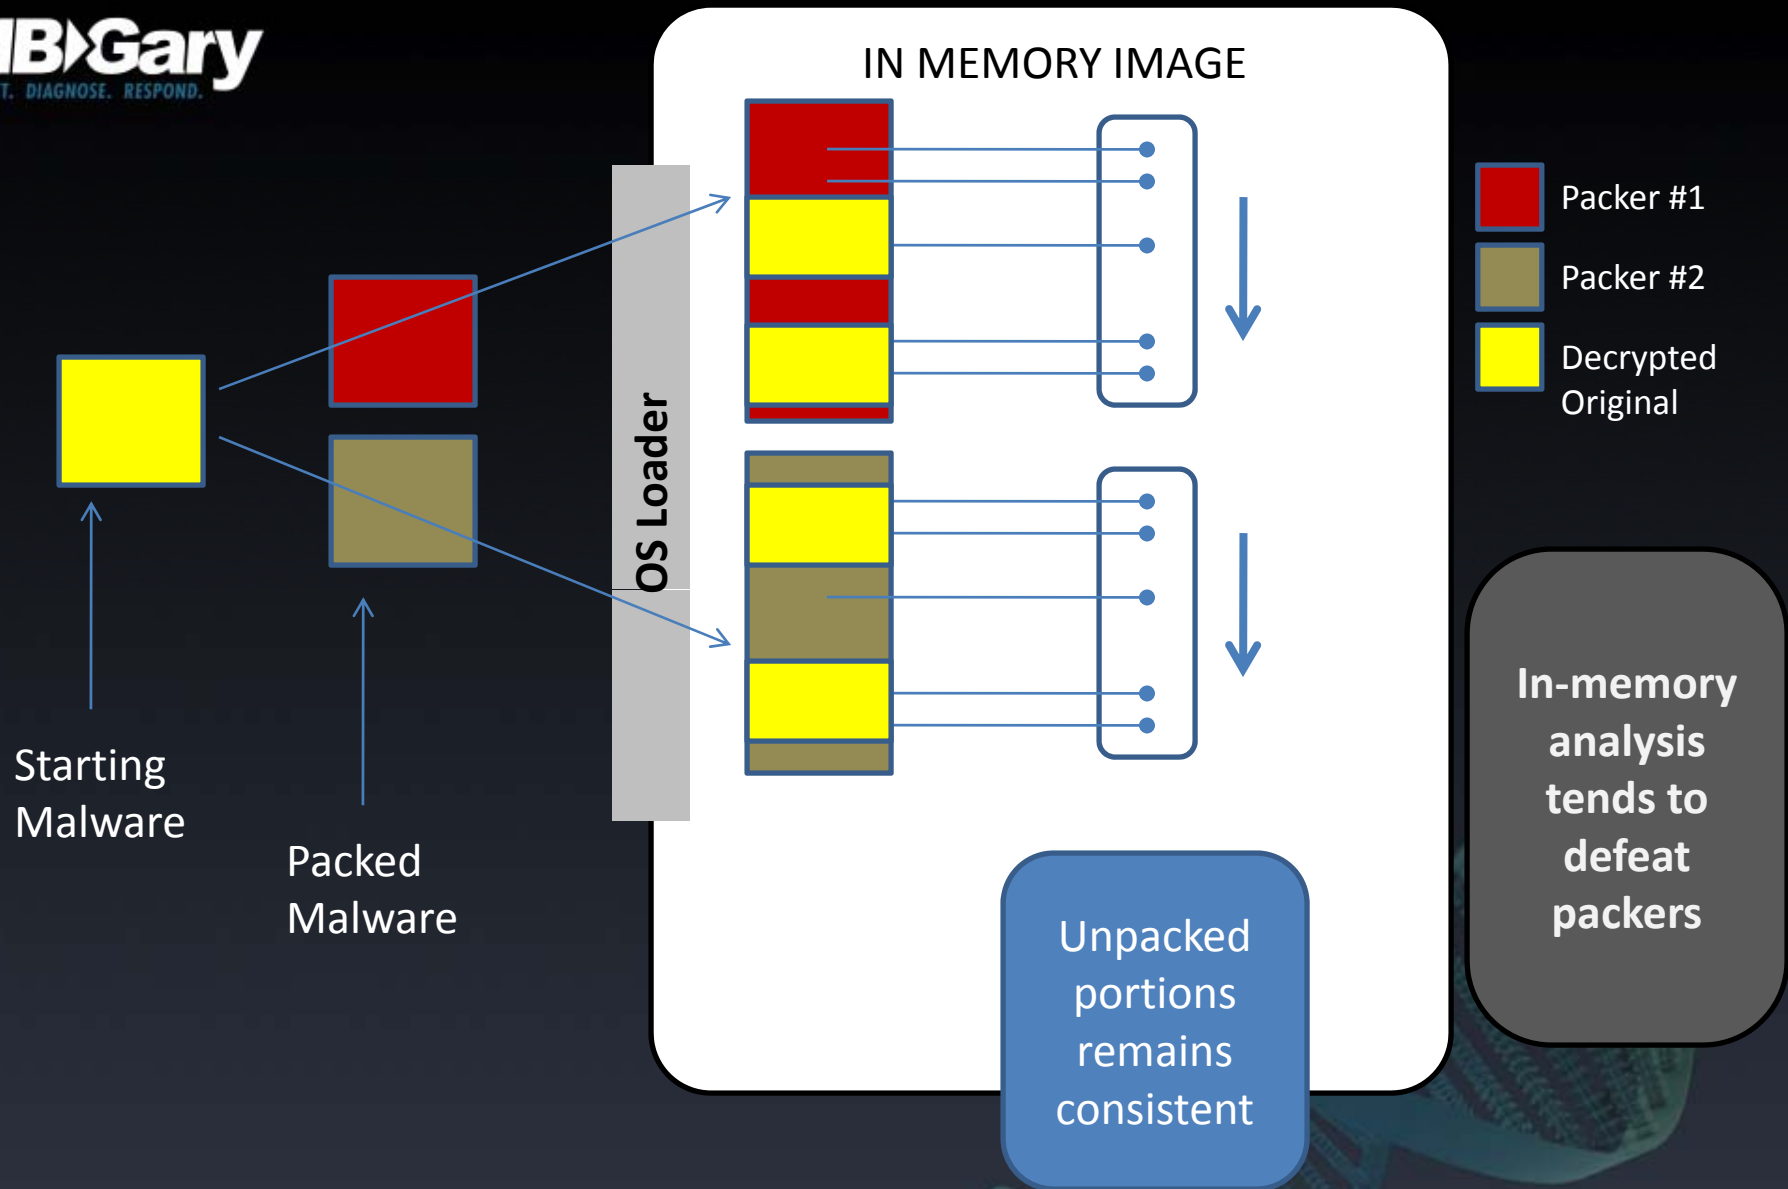 HBGary
T. DIAGNOSE. RESPOND.
IN MEMORY IMAGE
OS Loader
Packer #1
Packer #2
Decrypted
Original
Starting
Malware
Packed
Malware
In-memory
analysis
tends to
defeat
packers
Unpacked
portions
remains
consistent